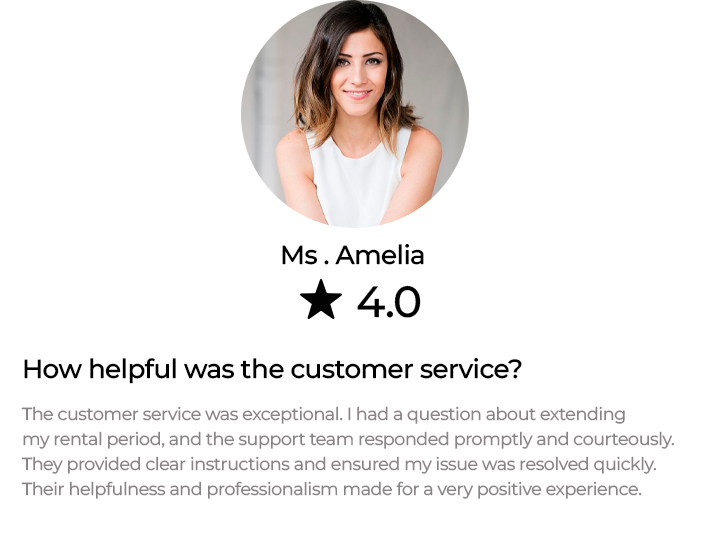 Ms . Amelia
4.0
How helpful was the customer service?
The customer service was exceptional. I had a question about extending
my rental period, and the support team responded promptly and courteously.
They provided clear instructions and ensured my issue was resolved quickly.
Their helpfulness and professionalism made for a very positive experience.